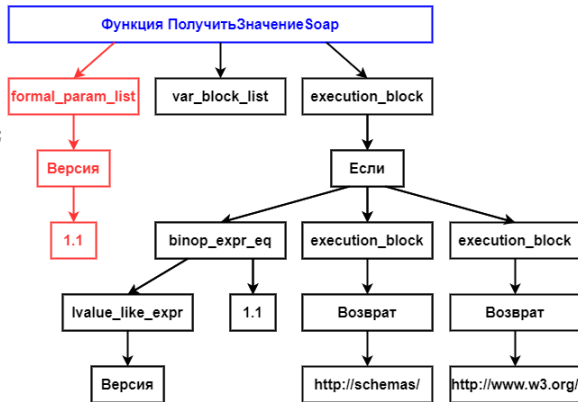 Функция ПолучитьЗначениеSoap
formal_param_list
var_block_list
execution_block
Версия
Если
1.1
binop_expr_eq
execution_block
execution_block
lvalue_like_expr
1.1
Возврат
Возврат
Версия
http://schemas/
http://www.w3.org/